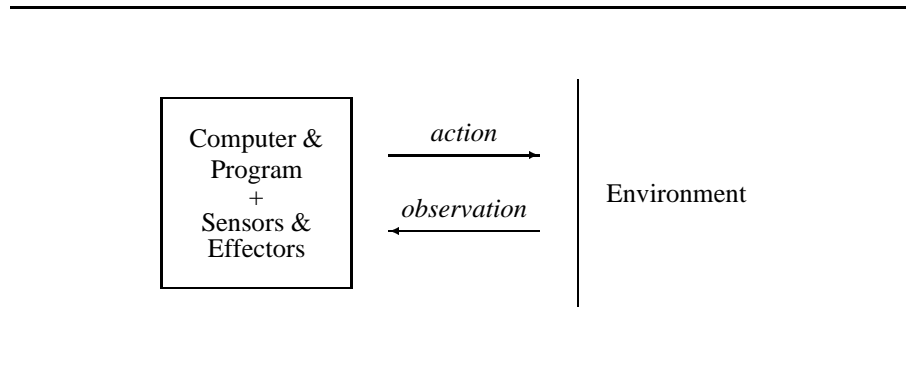 Computer &
Program
+
Sensors &
Effectors
action
observation
Environment